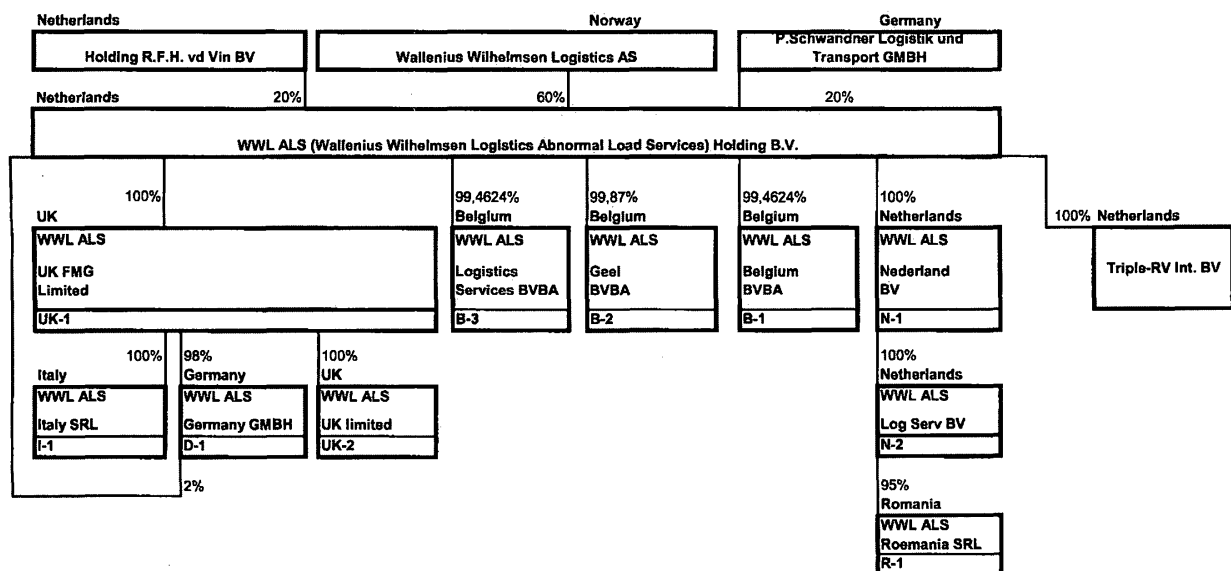 Netherlands
Norway
Germany
Holding R.F.H. vd Vin BV
Wallenius Wilhelmsen Logistics AS
P.Schwandner Logistik und
Transport GMBH
Netherlands
20%
60%
20%
WWL ALS (Wallenius Wilhelmsen Logistics Abnormal Load Services) Holding B.V.
100%
UK
99,4624%
Belgium
99,87%
Belgium
99,4624%
Belgium
100%
Netherlands
100% Netherlands
WWL ALS
UK FMG
Limited
UK-1
WWL ALS
Logistics
Services BVBA
B-3
WWL ALS
Geel
BVBA
B-2
WWL ALS
Belgium
BVBA
B-1
WWL ALS
Nederland
BV
N-1
Triple-RV Int. BV
100%
Italy
98%
Germany
100%
UK
100%
Netherlands
WWL ALS
Italy SRL
I-1
WWL ALS
Germany GMBH
D-1
WWL ALS
UK limited
UK-2
WWL ALS
Log Serv BV
N-2
2%
95%
Romania
WWL ALS
Roemania SRL
R-1